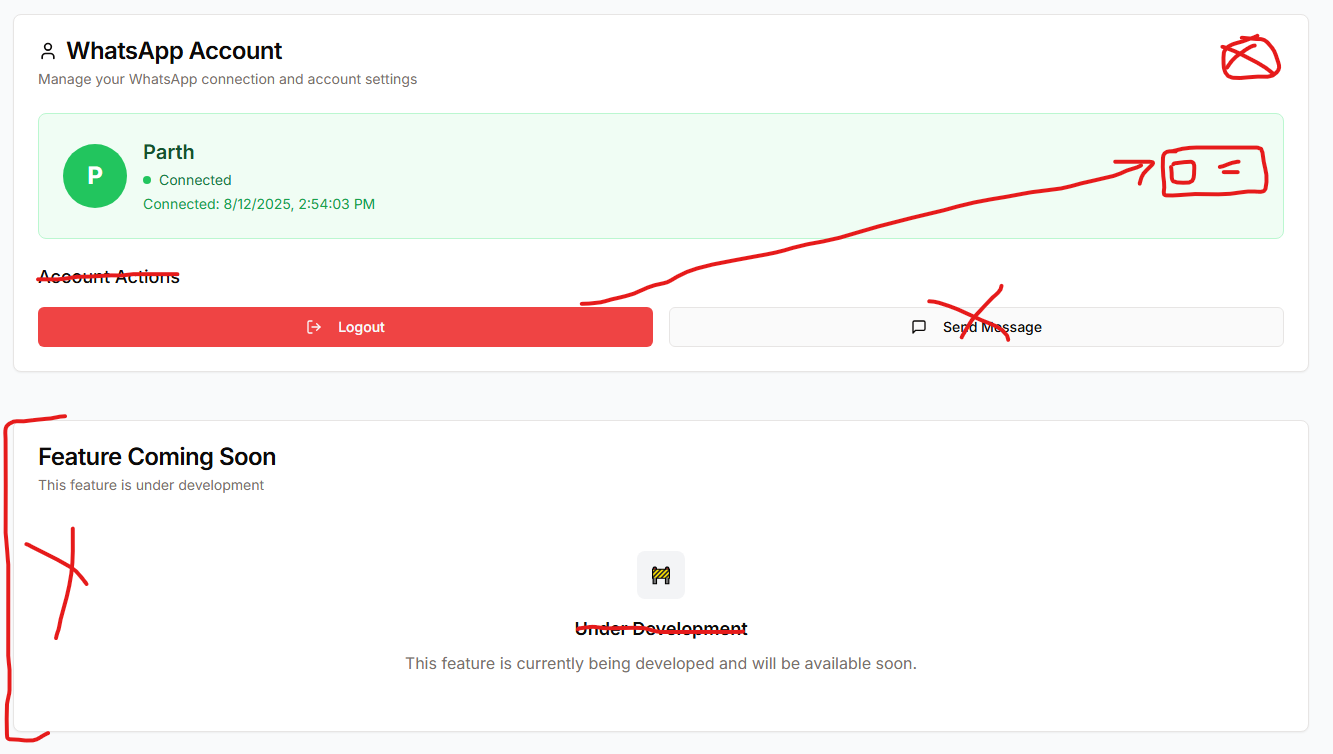 WhatsApp Account
Manage your WhatsApp connection and account settings
P
Parth
Connected
Connected: 8/12/2025, 2:54:03 PM
Account Actions
Logout
Send Message
Feature Coming Soon
This feature is under development
Under Development
This feature is currently being developed and will be available soon.